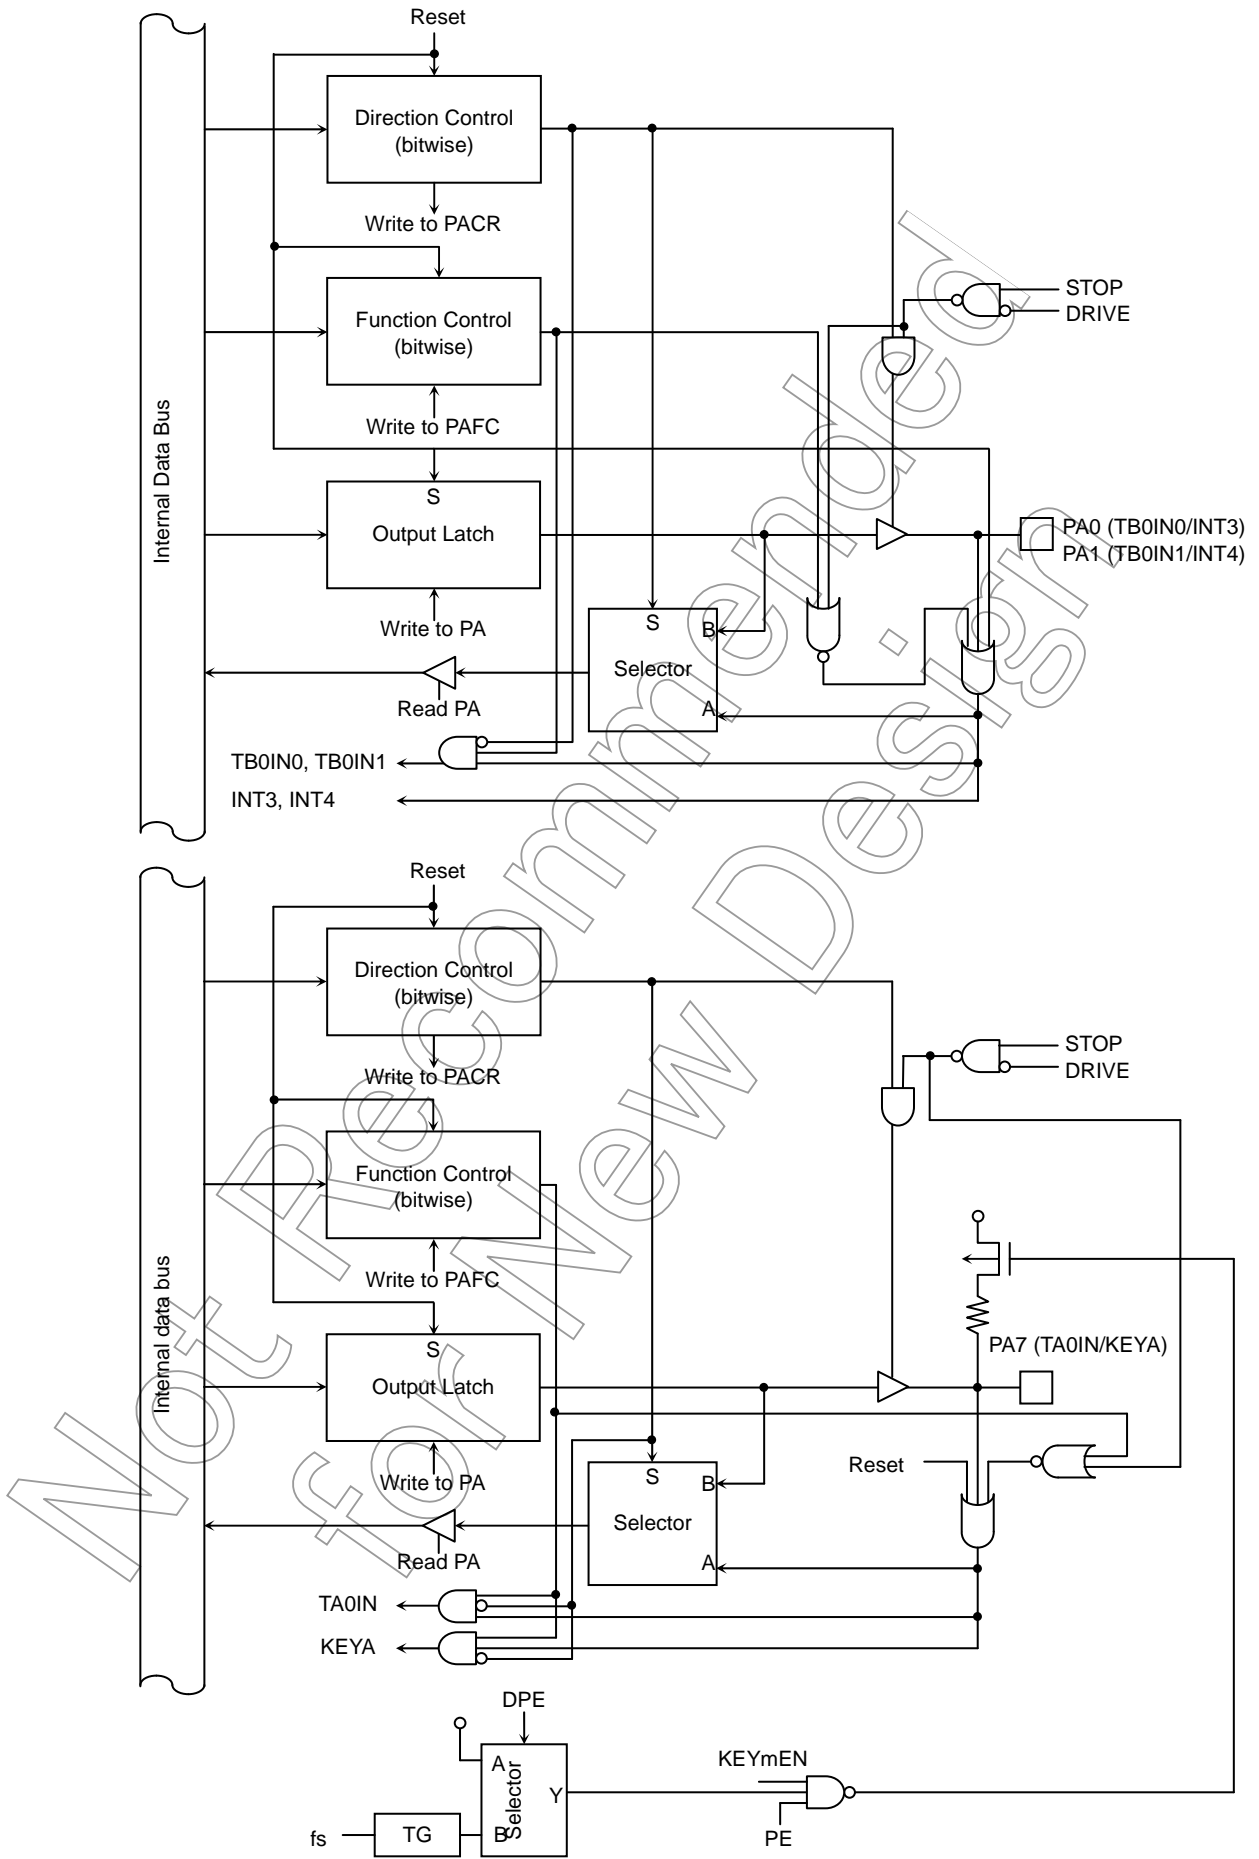 Reset
Direction Control
(bitwise)
Write to PACR
STOP
DRIVE
Function Control
(bitwise)
Write to PAFC
Internal Data Bus
S
Output Latch
PA0 (TB0IN0/INT3)
PA1 (TB0IN1/INT4)
Write to PA
S
B
Selector
A
Read PA
TB0IN0, TB0IN1
INT3, INT4
Reset
Direction Control
(bitwise)
STOP
DRIVE
Write to PACR
Function Control
(bitwise)
Write to PAFC
Internal data bus
S
Output Latch
PA7 (TA0IN/KEYA)
Write to PA
S
B
Reset
Selector
A
Read PA
TA0IN
KEYA
DPE
A
Selector
Y
B
KEYmEN
PE
fs
TG
Not Recommended
for New Design